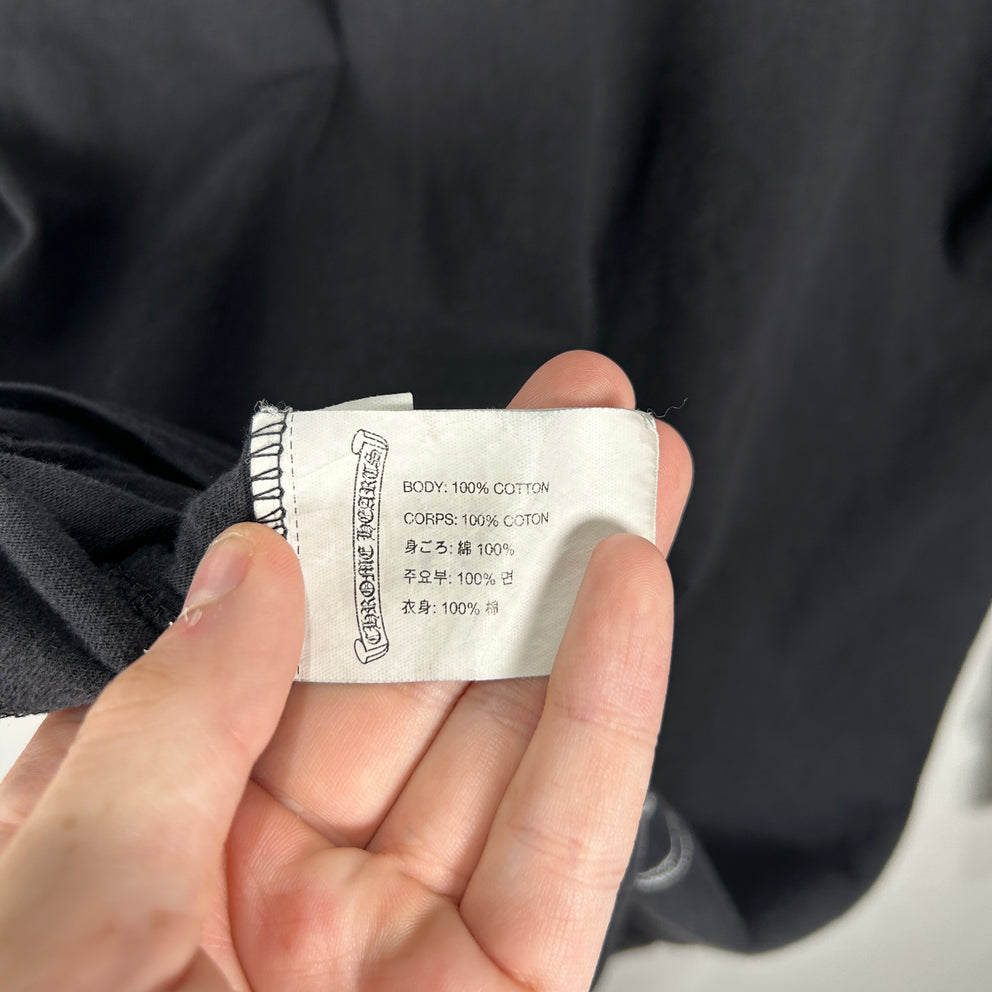 CHROME HEARTS
BODY: 100% COTTON
CORPS: 100% COTON
身ごろ: 綿 100%
주요부: 100% 면
衣身: 100% 棉